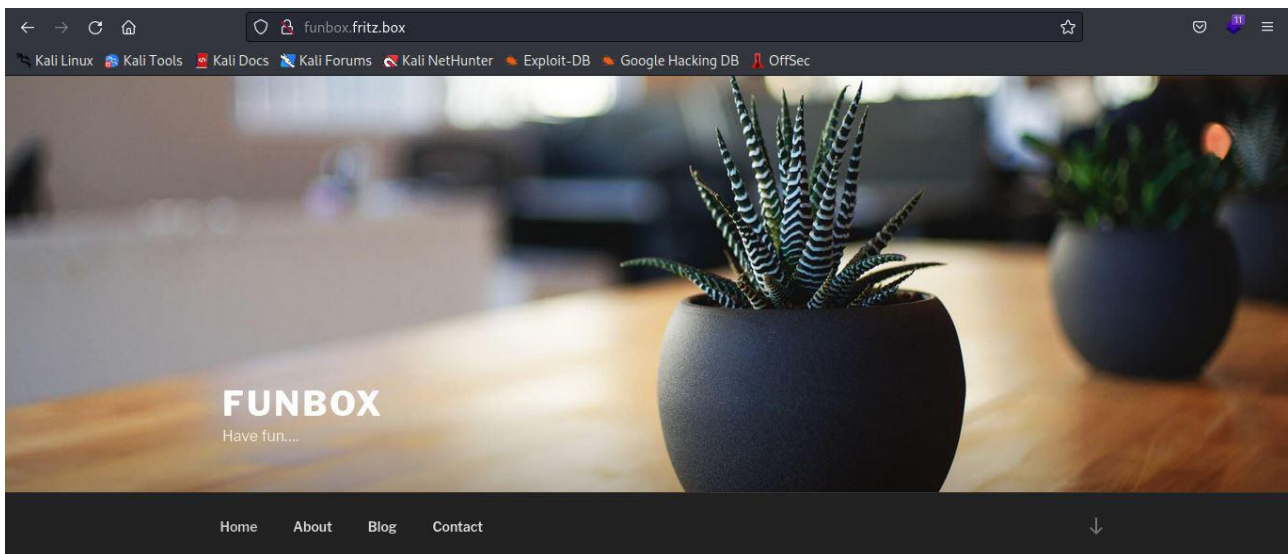 funbox.fritz.box
11
Kali Linux Kali Tools Kali Docs Kali Forums Kali NetHunter Exploit-DB Google Hacking DB OffSec
FUNBOX
Have fun....
Home About Blog Contact